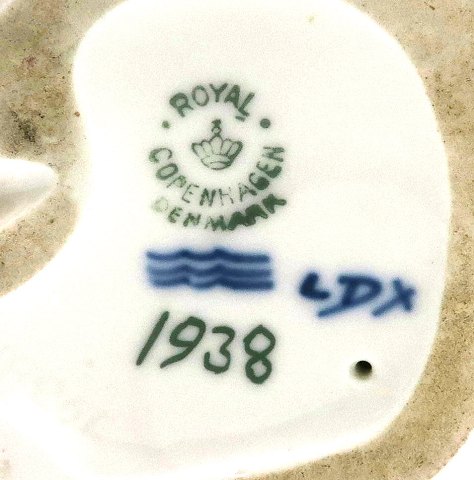 ROYAL
COPENHAGEN
DENMARK
LDX
1938